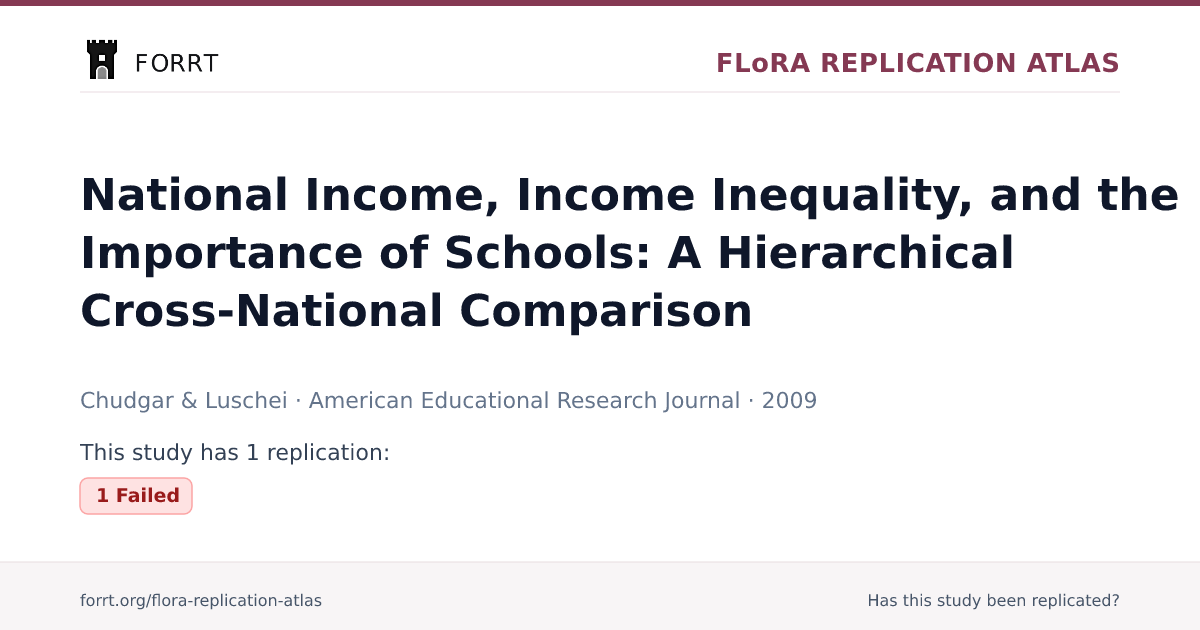 FORRT
FLoRA REPLICATION ATLAS
National Income, Income Inequality, and the
Importance of Schools: A Hierarchical
Cross-National Comparison
Chudgar & Luschei · American Educational Research Journal · 2009
This study has 1 replication:
1 Failed
forrt.org/flora-replication-atlas
Has this study been replicated?